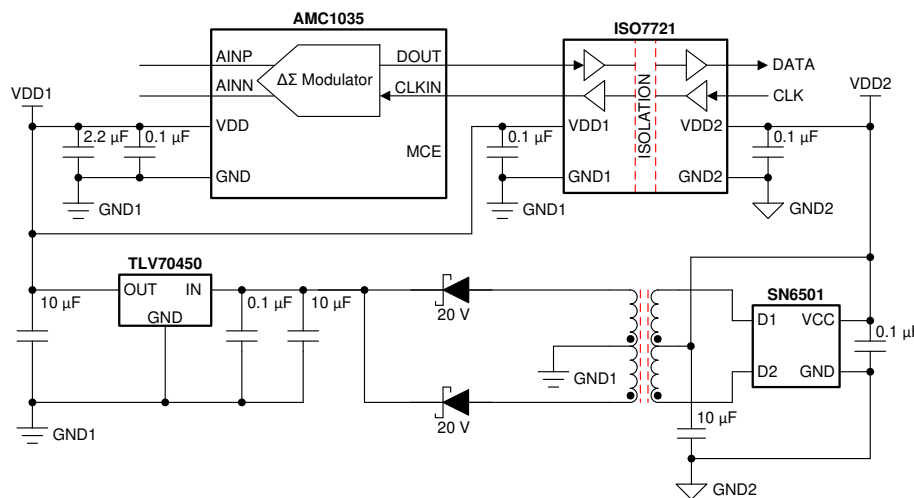 AMC1035
ISO7721
AINP
DOUT
AINN
ΔΣ Modulator
CLKIN
DATA
CLK
VDD1
VDD2
2.2 µF
0.1 µF
VDD
MCE
GND
GND1
0.1 µF
VDD1
ISOLATION
VDD2
0.1 µF
GND1
GND2
GND1
GND2
TLV70450
10 µF
OUT
IN
GND
0.1 µF
10 µF
20 V
SN6501
D1
VCC
0.1 µF
D2
GND
GND1
20 V
10 µF
GND1
GND2